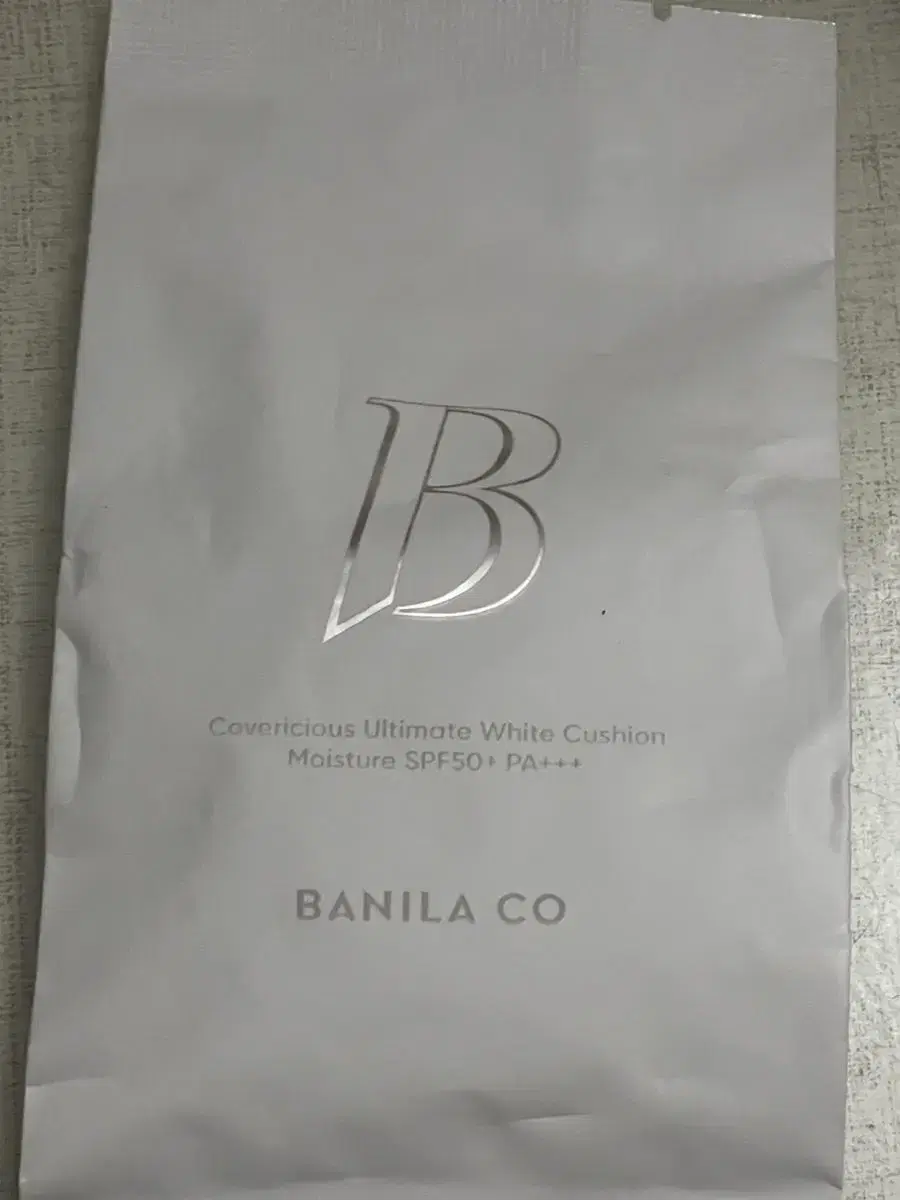 B
Covericious Ultimate White Cushion
Moisture SPF50+ PA+++
BANILA CO